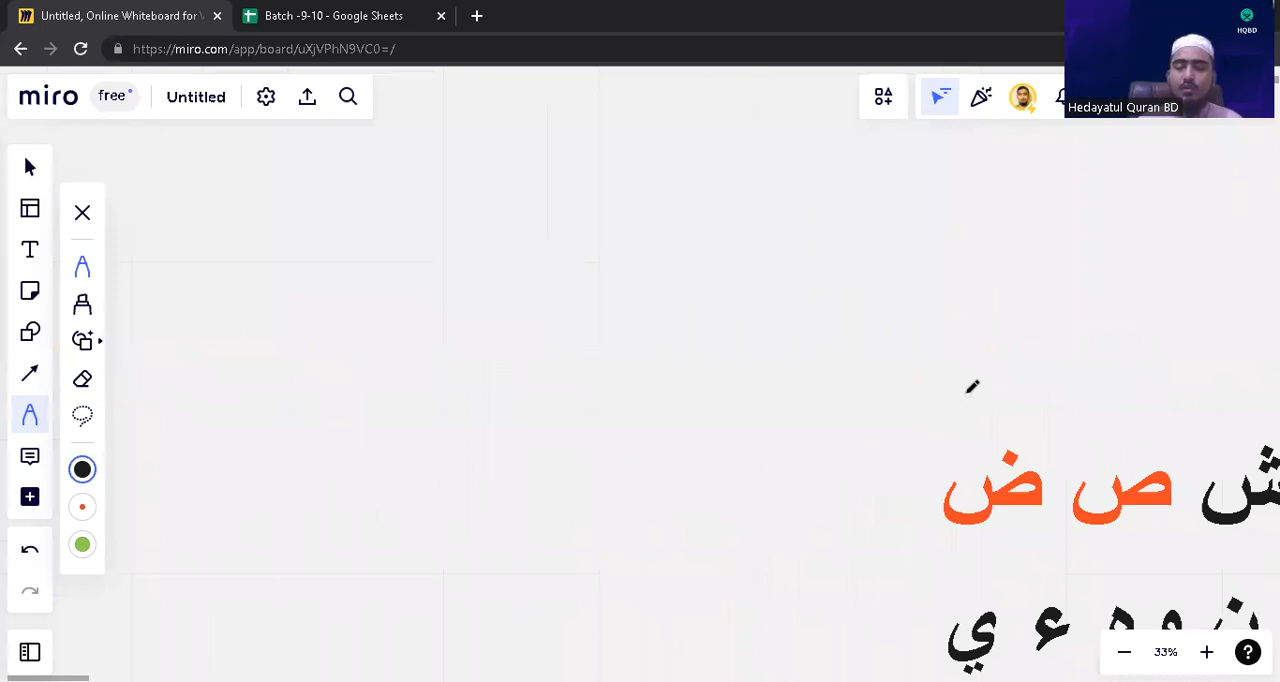 Untitled, Online Whiteboard for
Batch -9-10 - Google Sheets
https://miro.com/app/board/uXjVPhN9VC0=/
HQBD
miro free Untitled
Hedayatul Quran BD
T
ش ص ض
ن و ه ء ي
33%
?